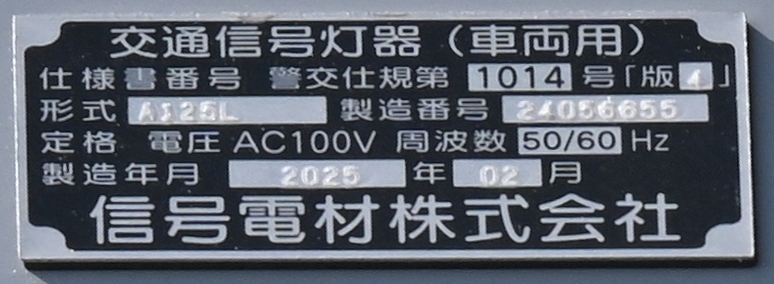 交通信号灯器（車両用）
仕様書番号 警交仕規第 1014 号「版4」
形式 A125L 製造番号 24056655
定格 電圧 AC100V 周波数 50/60 Hz
製造年月 2025 年 02 月
信号電材株式会社